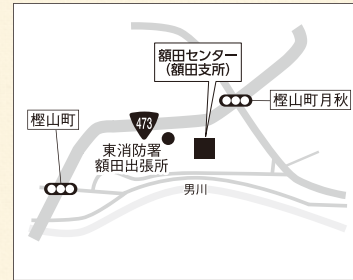 額田センター
（額田支所）
樫山町月秋
樫山町
473
東消防署
額田出張所
男川